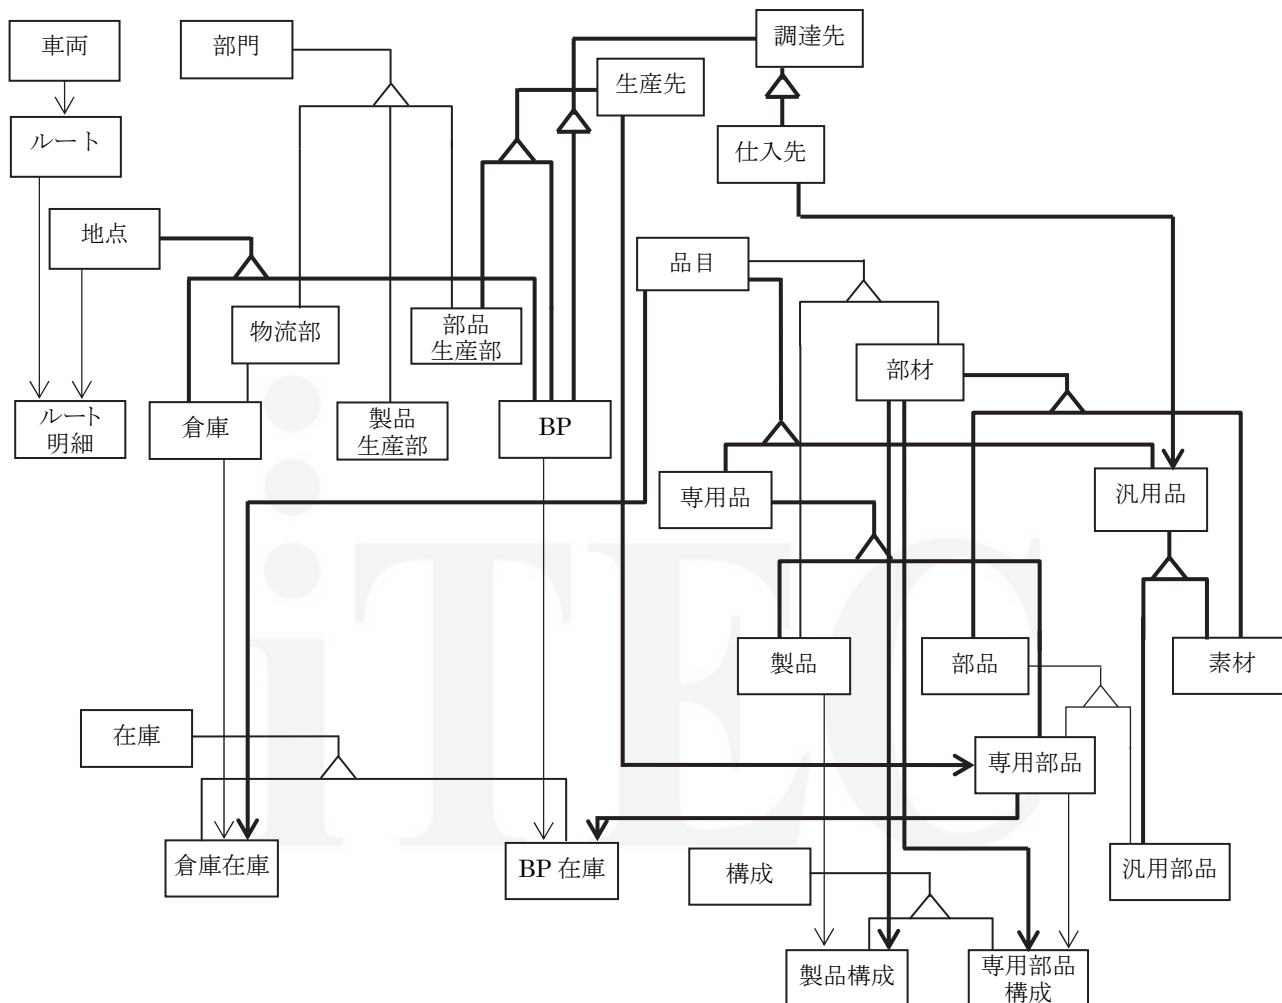 車両
部門
調達先
生産先
ルート
仕入先
地点
品目
物流部
部品
生産部
部材
倉庫
ルート
明細
製品
生産部
BP
専用品
汎用品
製品
部品
素材
在庫
専用部品
倉庫在庫
BP 在庫
構成
汎用部品
製品構成
専用部品
構成
iTEC